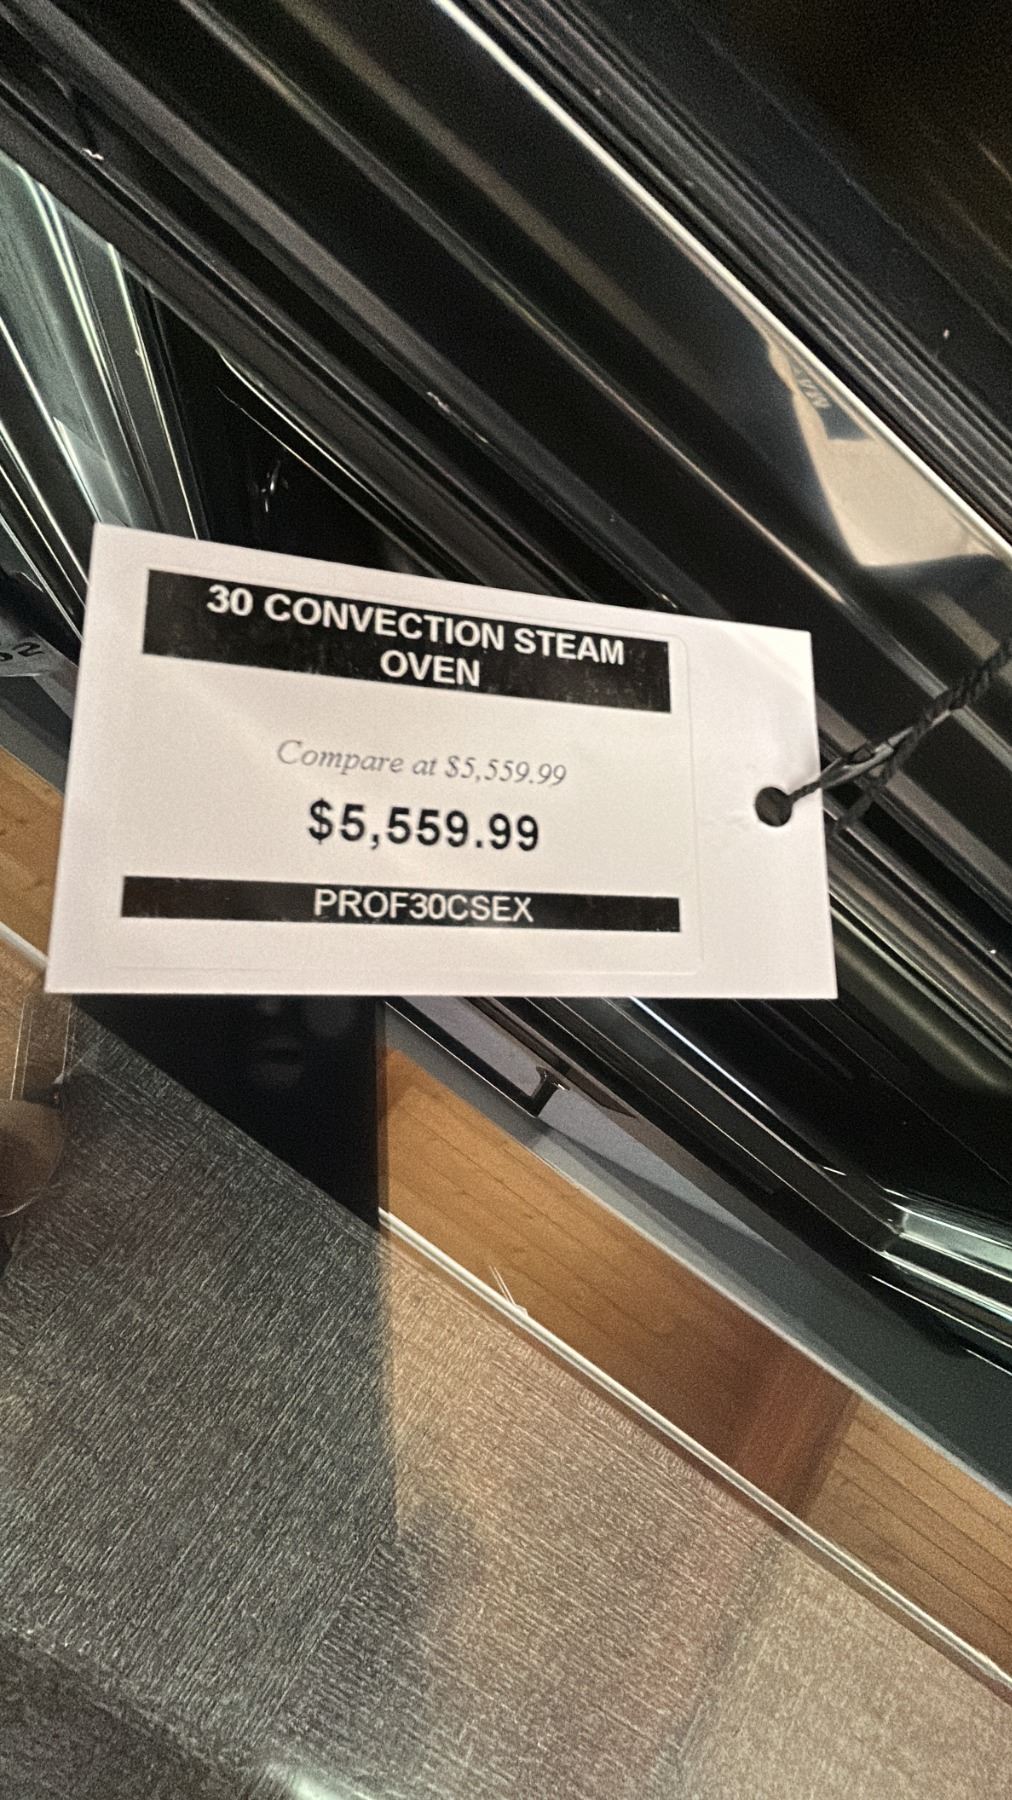 30 CONVECTION STEAM
OVEN
Compare at $5,559.99
$5,559.99
PROF30CSEX